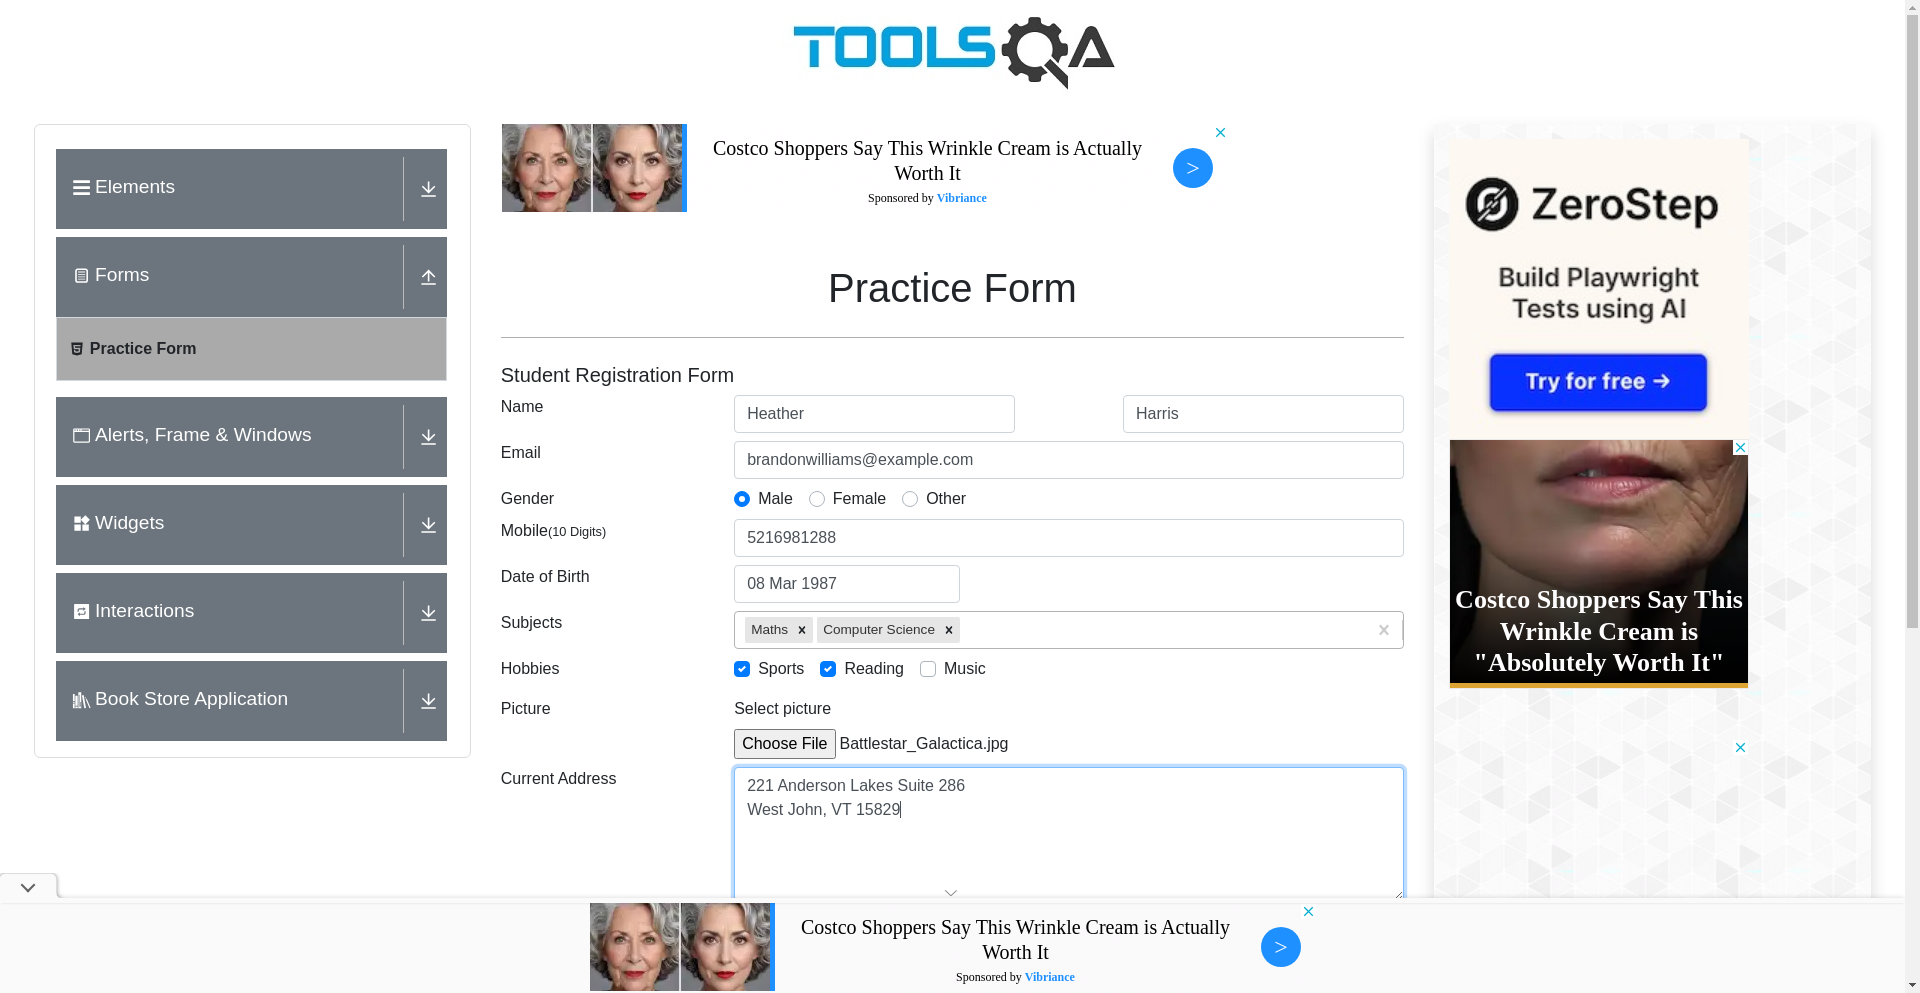 TOOLSQA
Elements
Forms
Practice Form
Alerts, Frame & Windows
Widgets
Interactions
Book Store Application
Costco Shoppers Say This Wrinkle Cream is Actually
Worth It
Sponsored by Vibriance
>
Practice Form
Student Registration Form
Name
Heather
Harris
Email
brandonwilliams@example.com
Gender
Male
Female
Other
Mobile(10 Digits)
5216981288
Date of Birth
08 Mar 1987
Subjects
Maths
Computer Science
Hobbies
Sports
Reading
Music
Picture
Select picture
Choose File Battlestar_Galactica.jpg
Current Address
221 Anderson Lakes Suite 286
West John, VT 15829
ZeroStep
Build Playwright
Tests using AI
Try for free →
Costco Shoppers Say This
Wrinkle Cream is
"Absolutely Worth It"
Costco Shoppers Say This Wrinkle Cream is Actually
Worth It
Sponsored by Vibriance
>